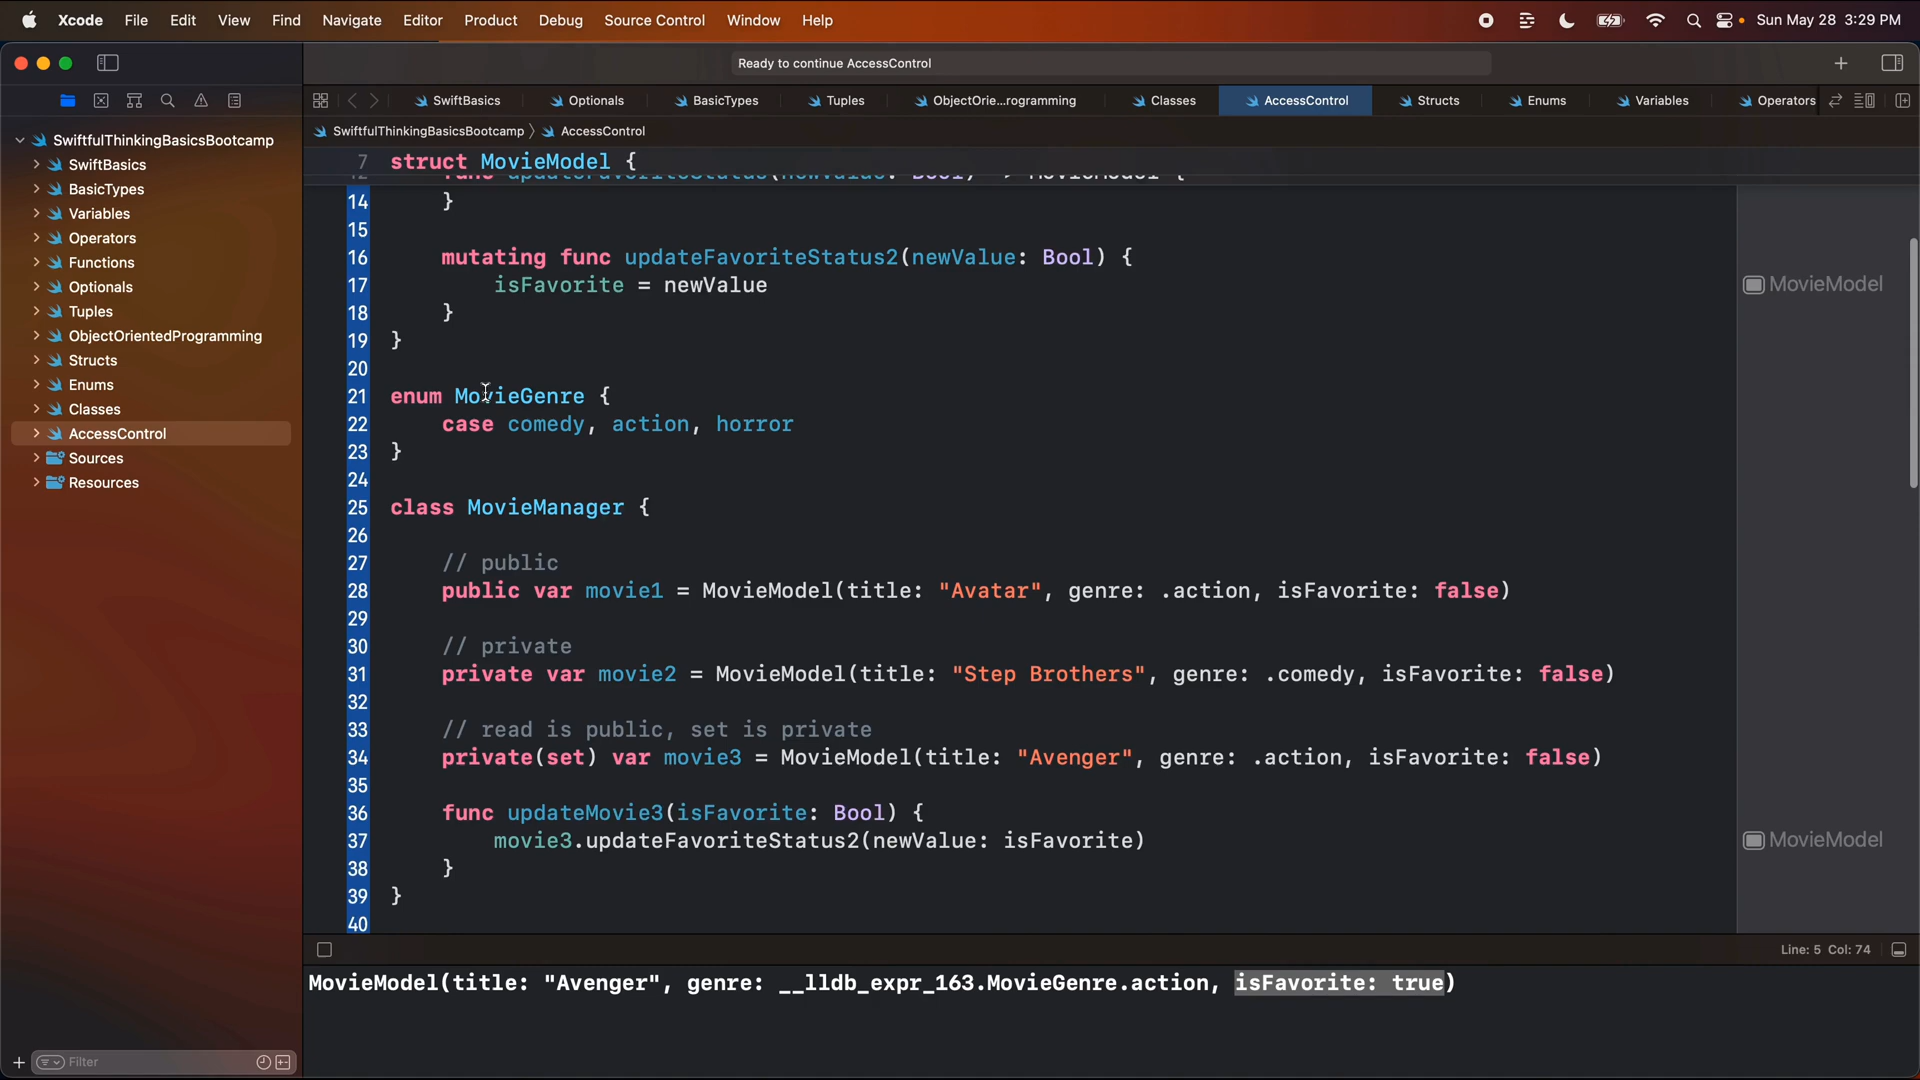 Xcode File Edit View Find Navigate Editor Product Debug Source Control Window Help Sun May 28 3:29 PM
Ready to continue AccessControl
SwiftBasics Optionals BasicTypes Tuples ObjectOrie...rogramming Classes AccessControl Structs Enums Variables Operators
SwiftfulThinkingBasicsBootcamp AccessControl
SwiftfulThinkingBasicsBootcamp
SwiftBasics
BasicTypes
Variables
Operators
Functions
Optionals
Tuples
ObjectOrientedProgramming
Structs
Enums
Classes
AccessControl
Sources
Resources
Filter
7 struct MovieModel {
14 }
15
16 mutating func updateFavoriteStatus2(newValue: Bool) {
17 isFavorite = newValue
18 }
19 }
20
21 enum MovieGenre {
22 case comedy, action, horror
23 }
24
25 class MovieManager {
26
27 // public
28 public var movie1 = MovieModel(title: "Avatar", genre: .action, isFavorite: false)
29
30 // private
31 private var movie2 = MovieModel(title: "Step Brothers", genre: .comedy, isFavorite: false)
32
33 // read is public, set is private
34 private(set) var movie3 = MovieModel(title: "Avenger", genre: .action, isFavorite: false)
35
36 func updateMovie3(isFavorite: Bool) {
37 movie3.updateFavoriteStatus2(newValue: isFavorite)
38 }
39 }
40
MovieModel
MovieModel
Line: 5 Col: 74
MovieModel(title: "Avenger", genre: __lldb_expr_163.MovieGenre.action, isFavorite: true)